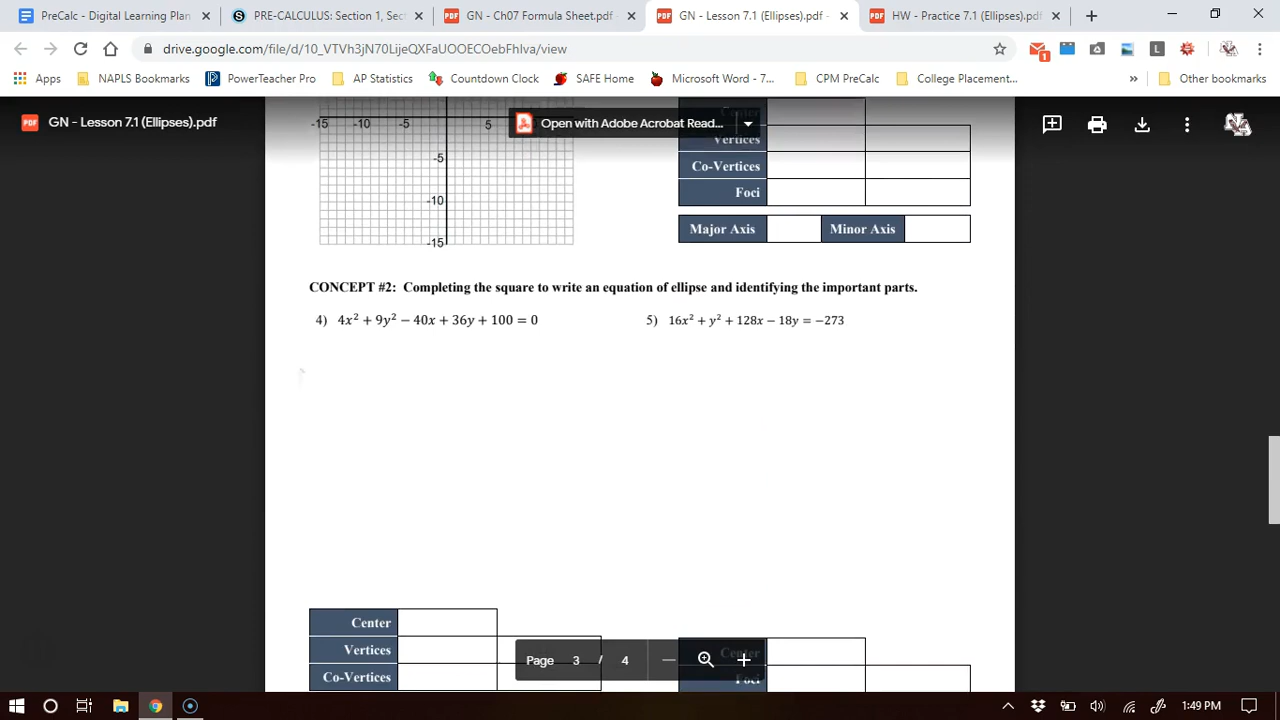 PreCalc - Digital Learning Plan
PRE-CALCULUS: Section 1, Sect
GN - Ch07 Formula Sheet.pdf
GN - Lesson 7.1 (Ellipses).pdf
HW - Practice 7.1 (Ellipses).pdf
drive.google.com/file/d/10_VTVh3jN70LijeQXFaUOOECOebFhIva/view
Apps NAPLS Bookmarks PowerTeacher Pro AP Statistics Countdown Clock SAFE Home Microsoft Word - 7... CPM PreCalc College Placement... » Other bookmarks
PDF GN - Lesson 7.1 (Ellipses).pdf
Open with Adobe Acrobat Read...
-15 -10 -5 5
-5
-10
-15
Center
Vertices
Co-Vertices
Foci
Major Axis Minor Axis
CONCEPT #2: Completing the square to write an equation of ellipse and identifying the important parts.
4) 4x² + 9y² − 40x + 36y + 100 = 0
5) 16x² + y² + 128x − 18y = −273
Center
Vertices
Co-Vertices
Center
Foci
Page 3 / 4
1:49 PM